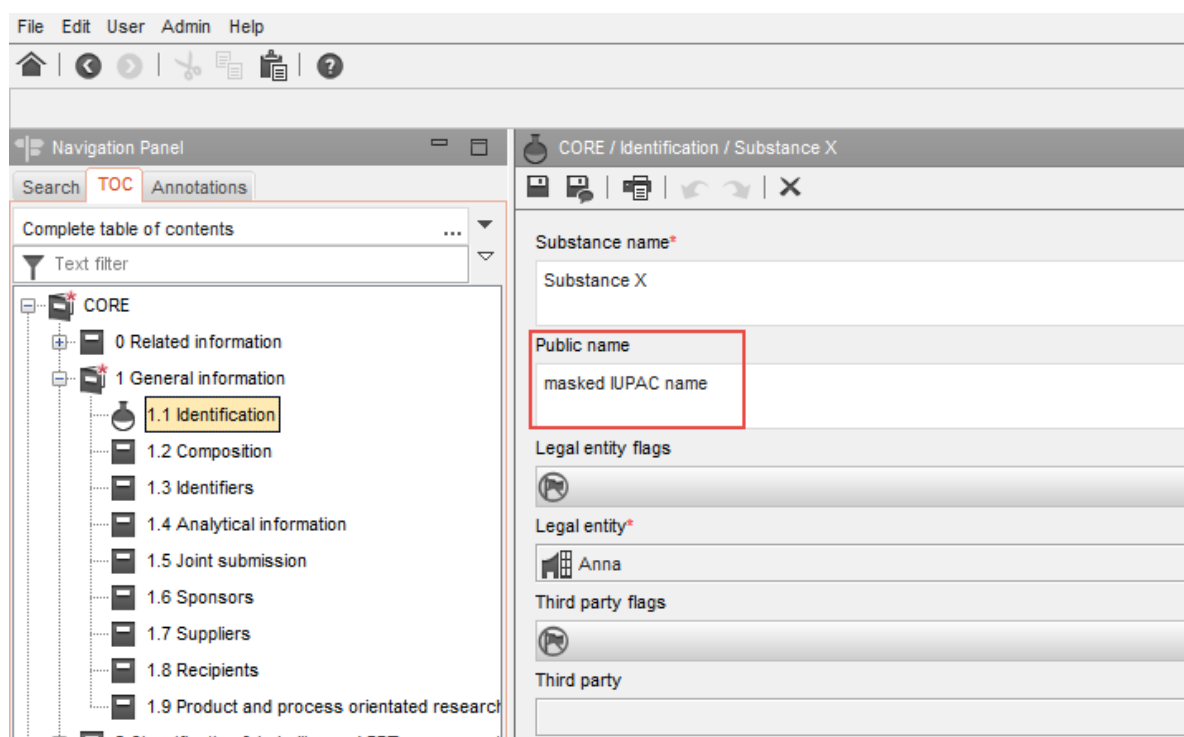 File Edit User Admin Help
Navigation Panel
Search TOC Annotations
Complete table of contents ...
Text filter
CORE
0 Related information
1 General information
1.1 Identification
1.2 Composition
1.3 Identifiers
1.4 Analytical information
1.5 Joint submission
1.6 Sponsors
1.7 Suppliers
1.8 Recipients
1.9 Product and process orientated research
CORE / Identification / Substance X
Substance name*
Substance X
Public name
masked IUPAC name
Legal entity flags
Legal entity*
Anna
Third party flags
Third party